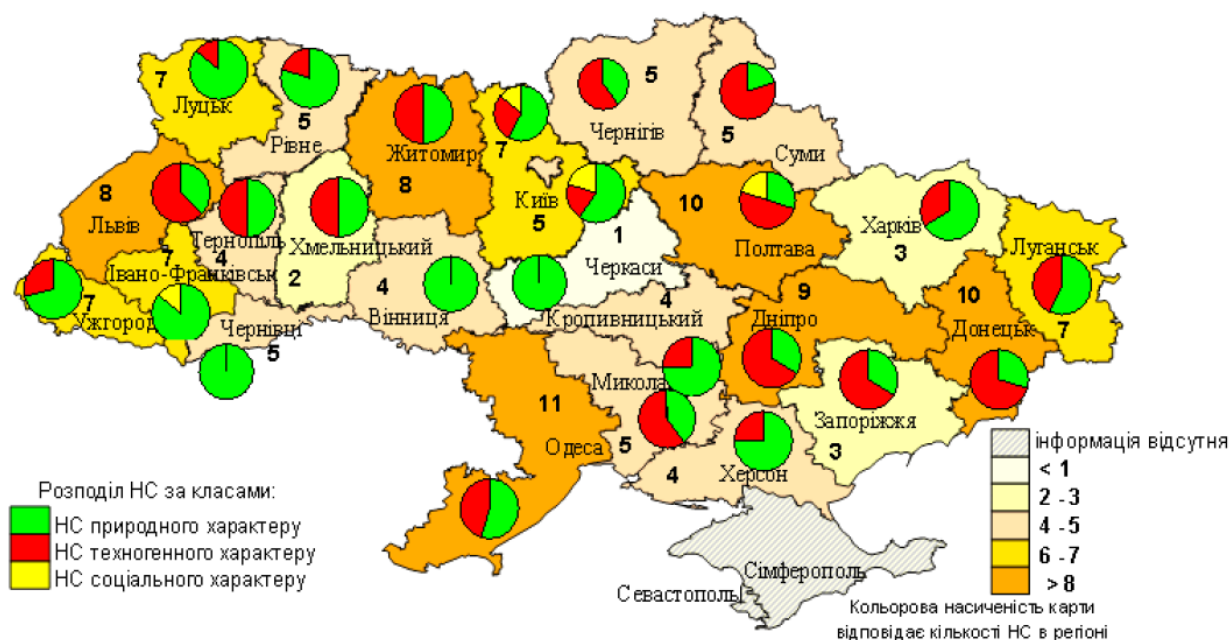 7
Луцьк
5
Рівне
Житомир
8
7
Київ
5
5
Чернігів
5
Суми
8
Львів
Тернопіль
4
Хмельницький
2
7
Івано-Франківськ
7
Ужгород
Чернівці
5
4
Вінниця
1
Черкаси
4
Кропивницький
10
Полтава
Харків
3
Луганськ
7
9
Дніпро
10
Донецьк
Запоріжжя
3
11
Одеса
Микола
5
4
Херсон
Сімферополь
Севастополь
Розподіл НС за класами:
НС природного характеру
НС техногенного характеру
НС соціального характеру
інформація відсутня
< 1
2 - 3
4 - 5
6 - 7
> 8
Кольорова насиченість карти
відповідає кількості НС в регіоні